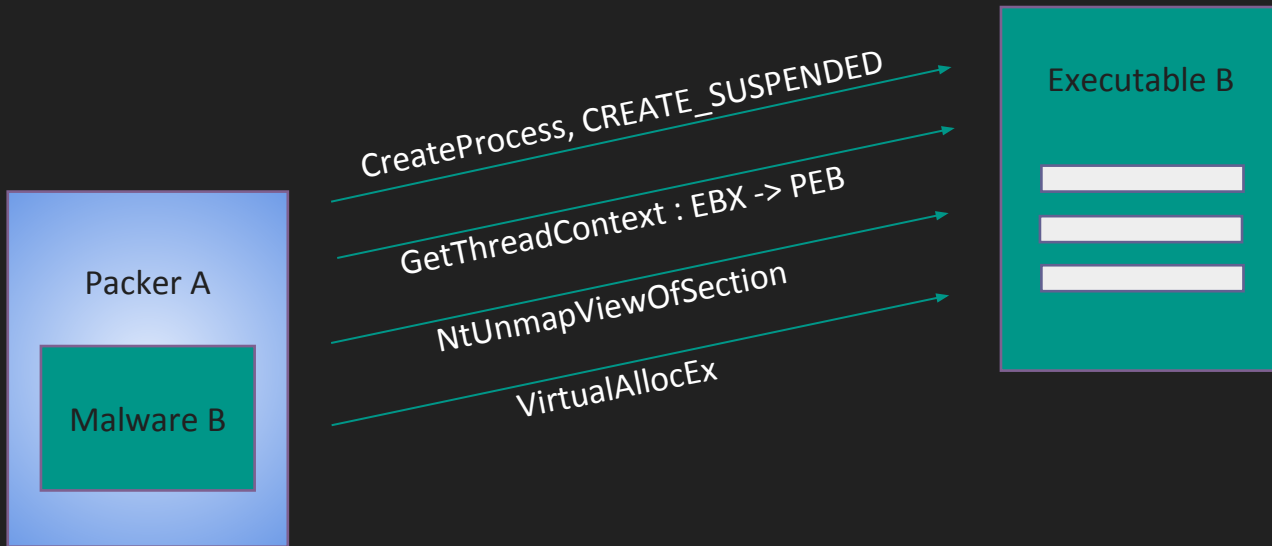 CreateProcess, CREATE_SUSPENDED
Executable B
GetThreadContext : EBX -> PEB
Packer A
NtUnmapViewOfSection
VirtualAllocEx
Malware B